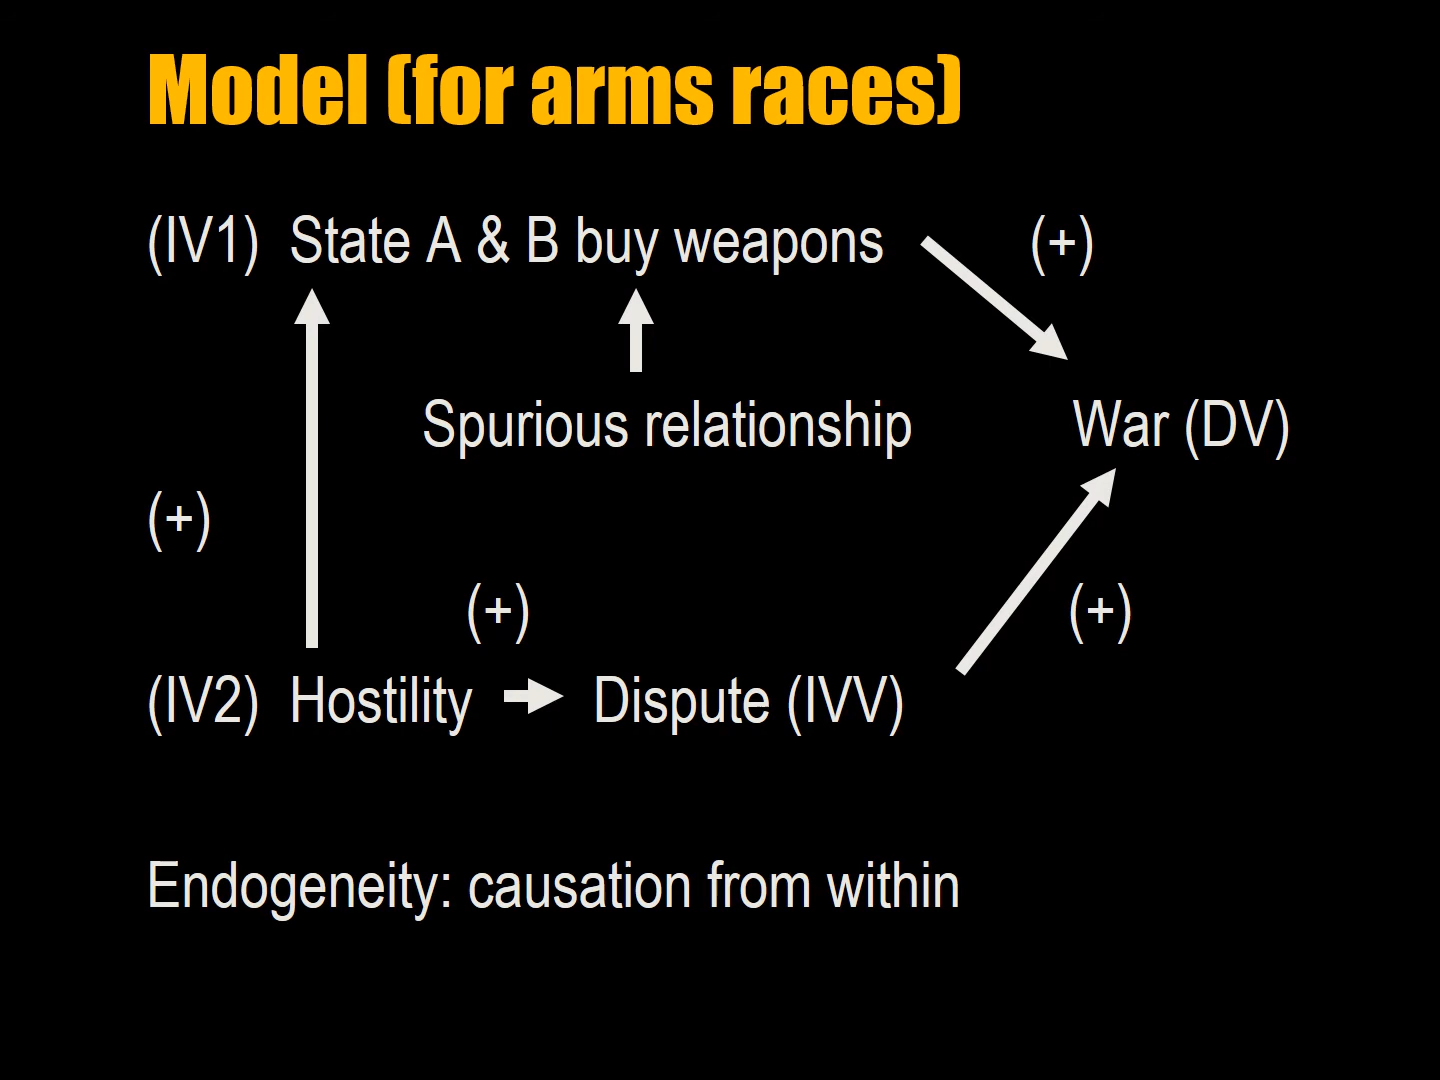 Model (for arms races)
(IV1) State A & B buy weapons (+)
Spurious relationship War (DV)
(+)
(+) (+)
(IV2) Hostility Dispute (IVV)
Endogeneity: causation from within